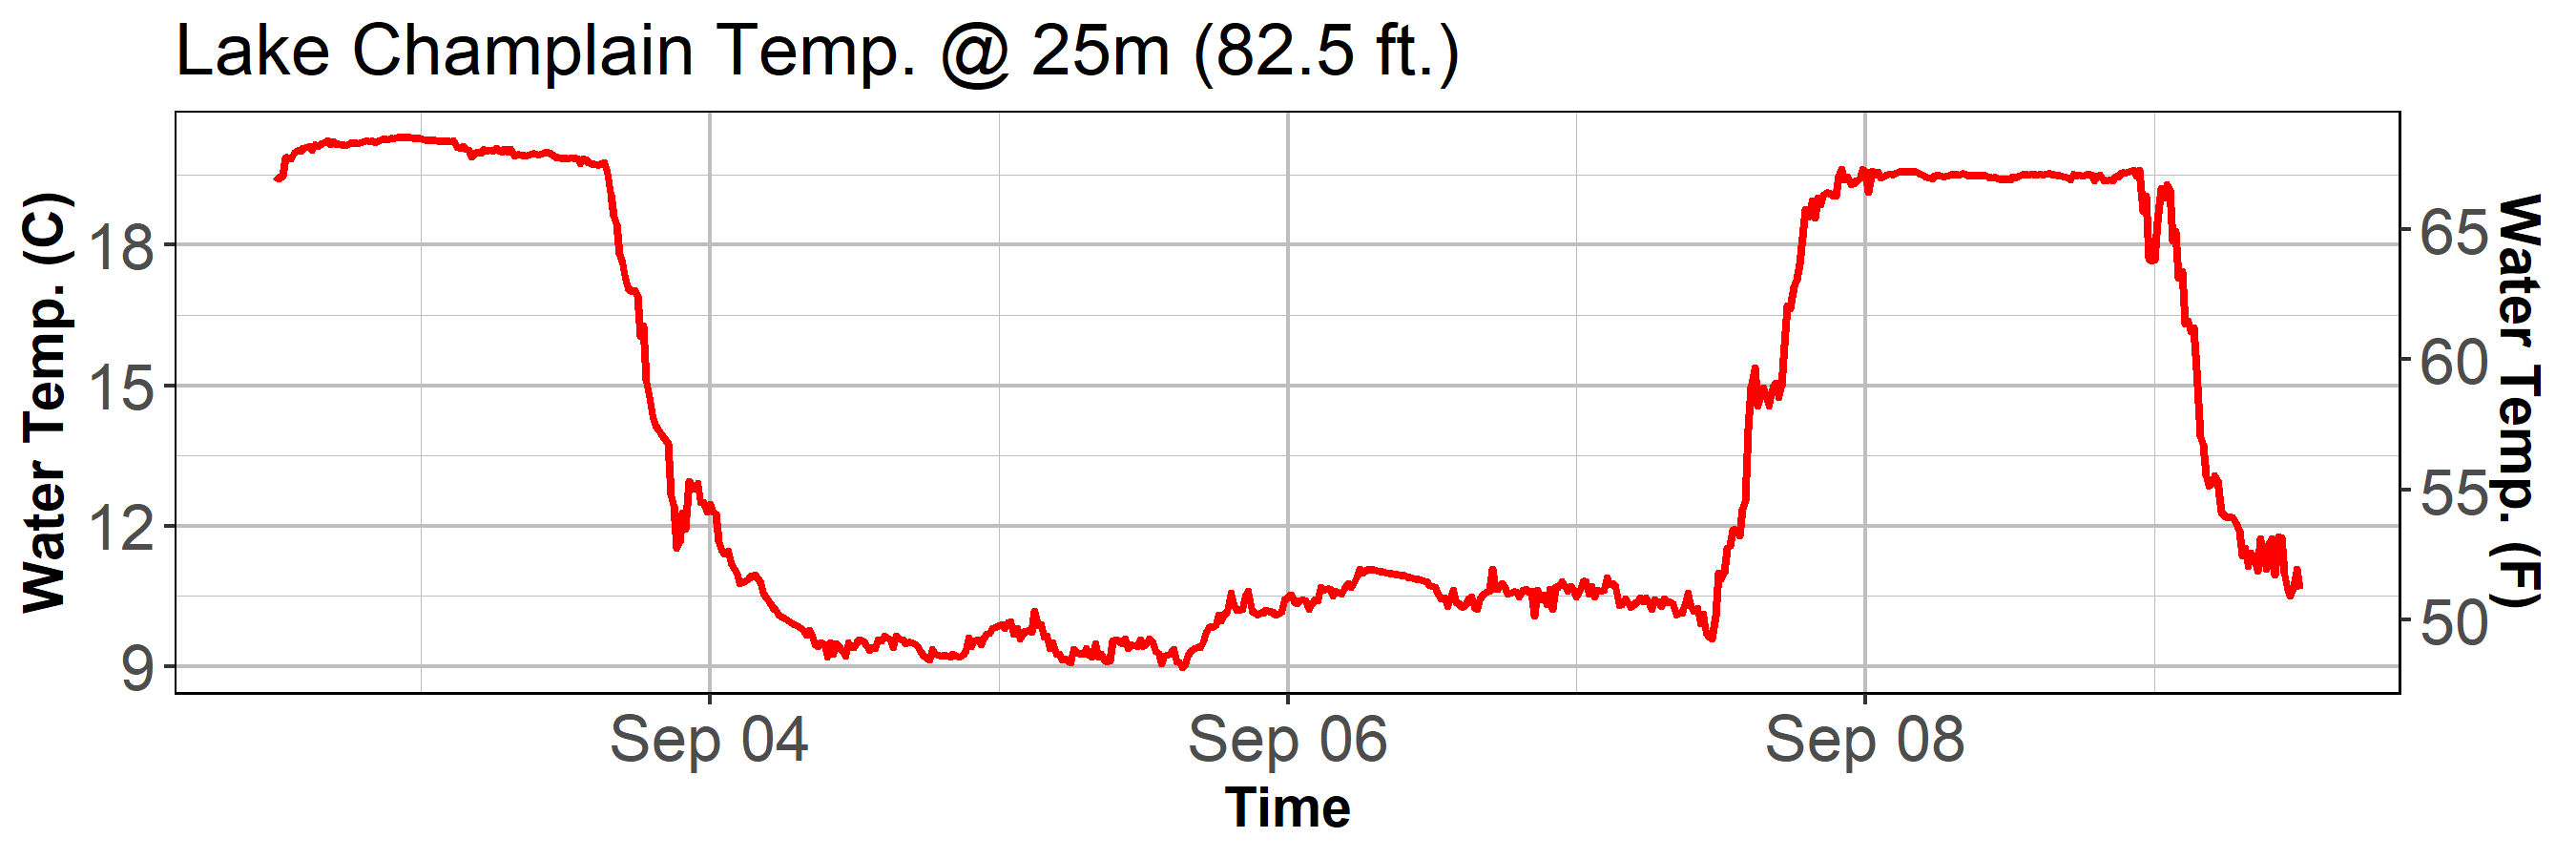 Lake Champlain Temp. @ 25m (82.5 ft.)
Water Temp. (C)
18
15
12
9
65
60
55
50
Water Temp. (F)
Sep 04
Sep 06
Sep 08
Time